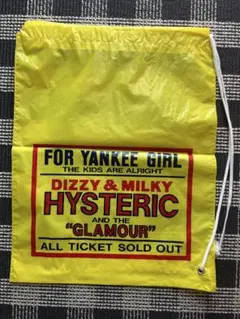 FOR YANKEE GIRL
THE KIDS ARE ALRIGHT
DIZZY & MILKY
HYSTERIC
AND THE
"GLAMOUR"
ALL TICKET SOLD OUT